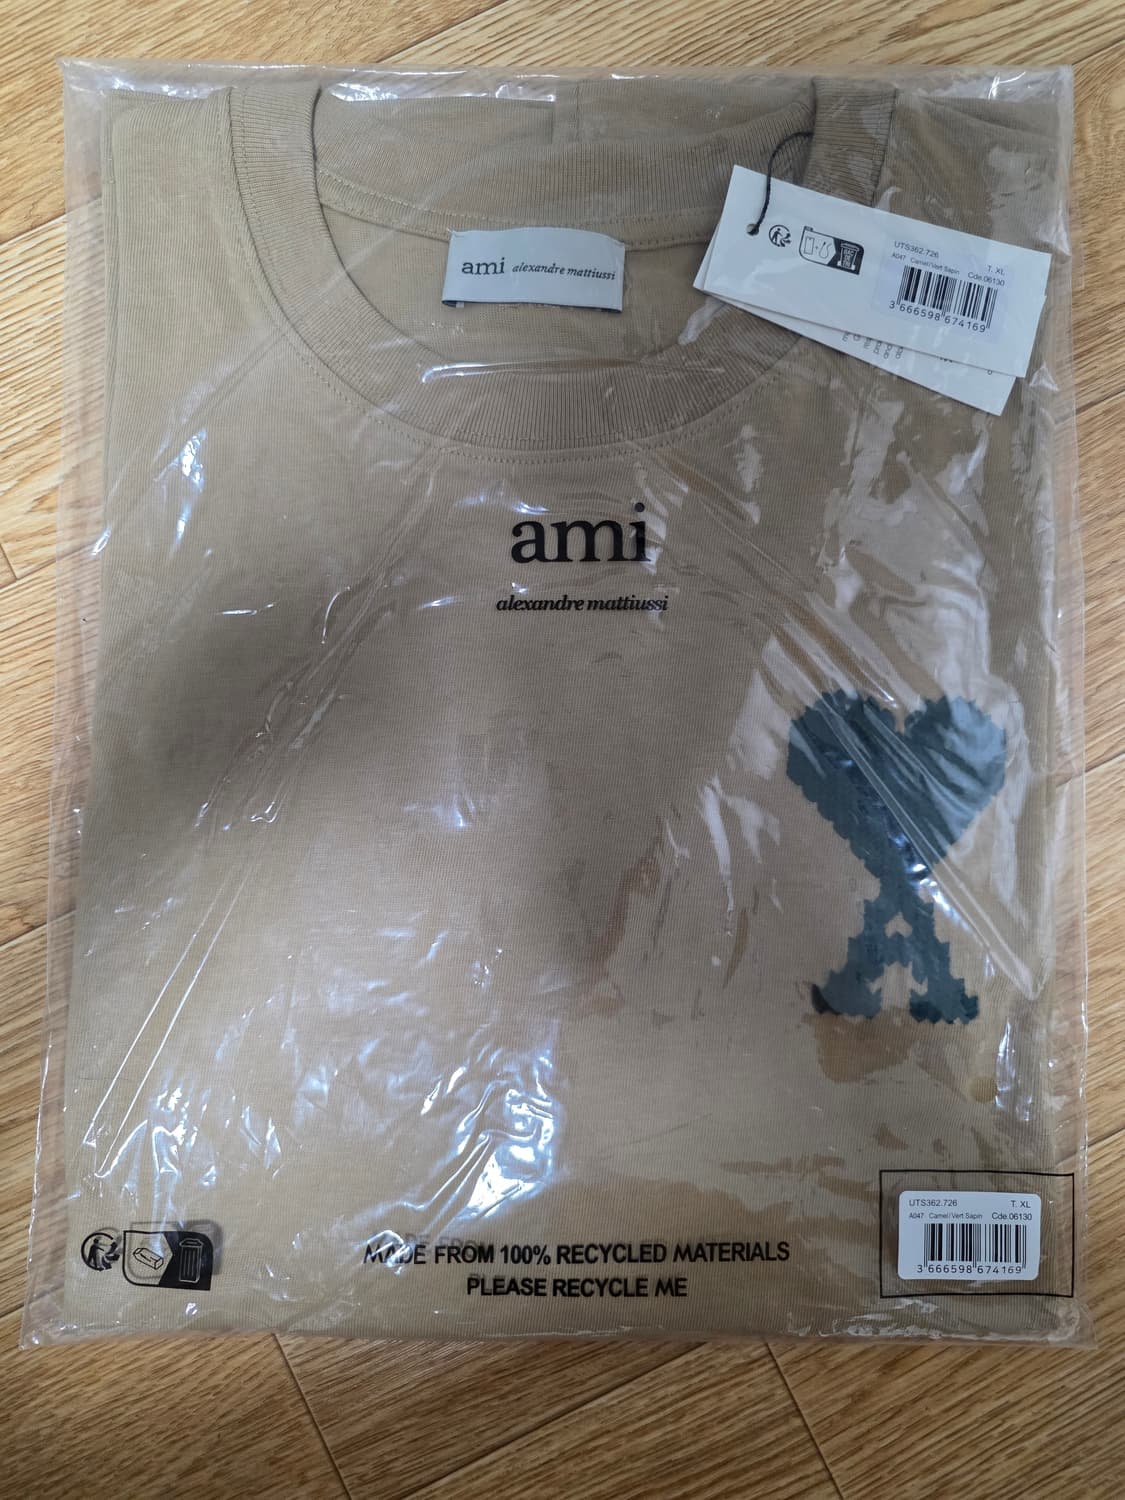 ami alexandre mattiussi
UTS362.726
A047 Camel/Vert Sapin T. XL
Cde.06130
3 666598 674169
ami
alexandre mattiussi
MADE FROM 100% RECYCLED MATERIALS
PLEASE RECYCLE ME
UTS362.726 T. XL
A047 Camel/Vert Sapin Cde.06130
3 666598 674169